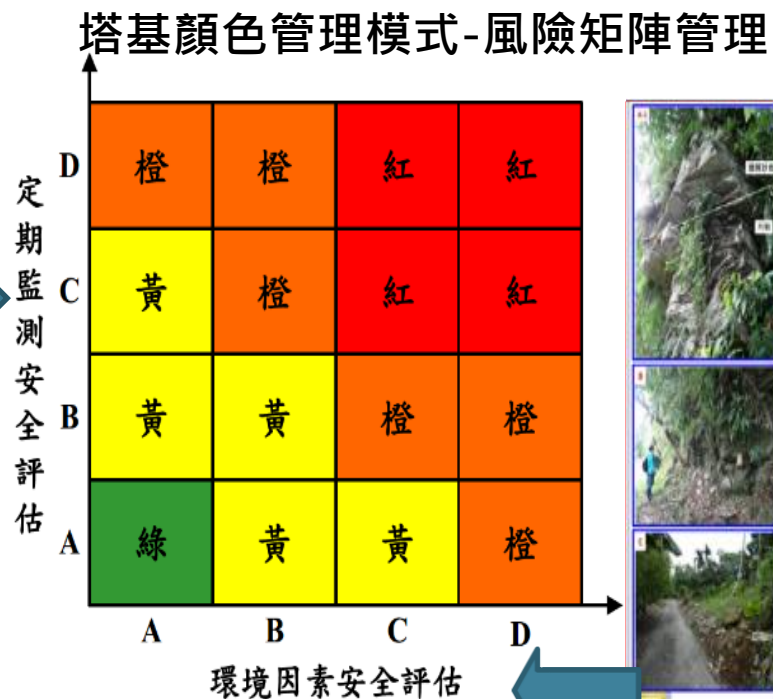 塔基顏色管理模式-風險矩陣管理
定期監測安全評估
D 橙 橙 紅 紅
C 黃 橙 紅 紅
B 黃 黃 橙 橙
A 綠 黃 黃 橙
A B C D
環境因素安全評估